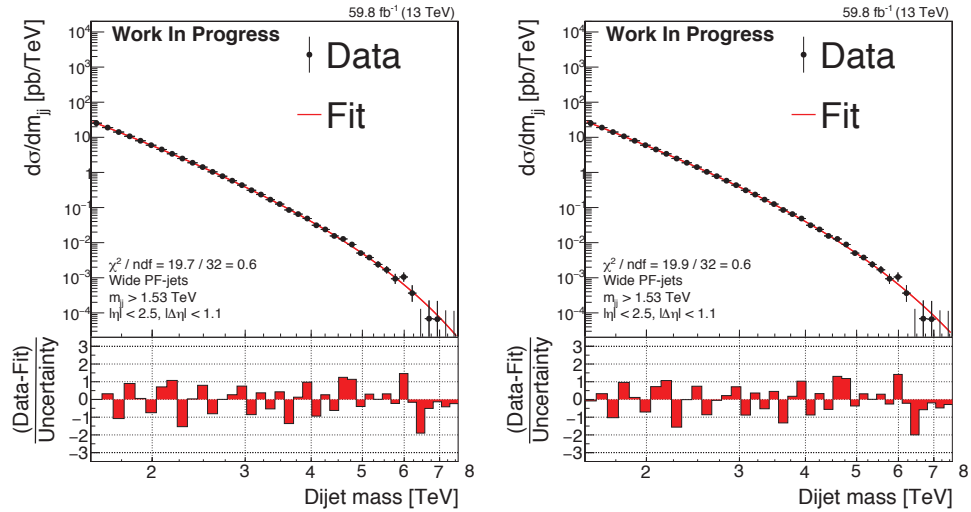 59.8 fb⁻¹ (13 TeV)
Work In Progress
Data
Fit
dσ/dm_jj [pb/TeV]
10⁴
10³
10²
10
1
10⁻¹
10⁻²
10⁻³
10⁻⁴
χ² / ndf = 19.7 / 32 = 0.6
Wide PF-jets
m_jj > 1.53 TeV
|η| < 2.5, |Δη| < 1.1
(Data-Fit)
Uncertainty
3
2
1
0
−1
−2
−3
2 3 4 5 6 7 8
Dijet mass [TeV]
59.8 fb⁻¹ (13 TeV)
Work In Progress
Data
Fit
dσ/dm_jj [pb/TeV]
10⁴
10³
10²
10
1
10⁻¹
10⁻²
10⁻³
10⁻⁴
χ² / ndf = 19.9 / 32 = 0.6
Wide PF-jets
m_jj > 1.53 TeV
|η| < 2.5, |Δη| < 1.1
(Data-Fit)
Uncertainty
3
2
1
0
−1
−2
−3
2 3 4 5 6 7 8
Dijet mass [TeV]